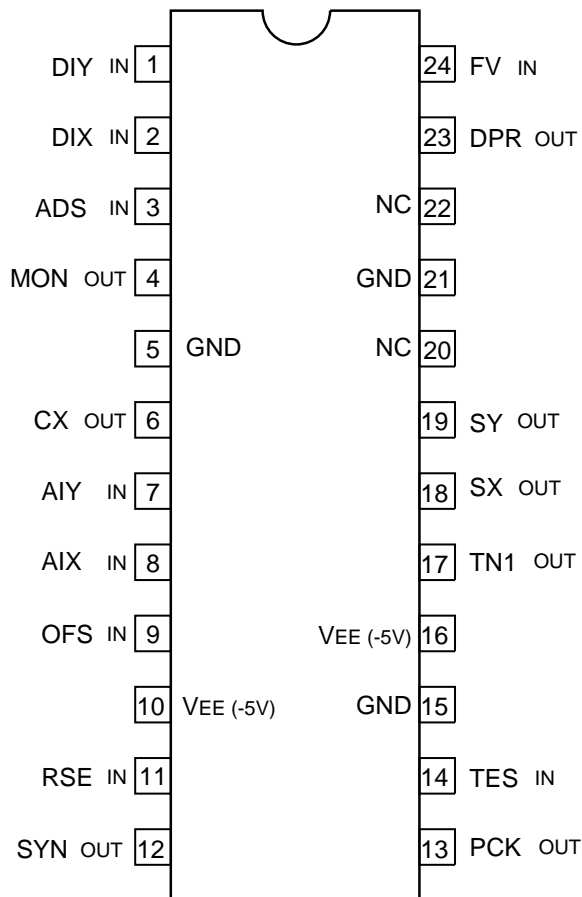 DIY IN 1 24 FV IN
DIX IN 2 23 DPR OUT
ADS IN 3 NC 22
MON OUT 4 GND 21
5 GND NC 20
CX OUT 6 19 SY OUT
AIY IN 7 18 SX OUT
AIX IN 8 17 TN1 OUT
OFS IN 9 VEE (-5V) 16
10 VEE (-5V) GND 15
RSE IN 11 14 TES IN
SYN OUT 12 13 PCK OUT